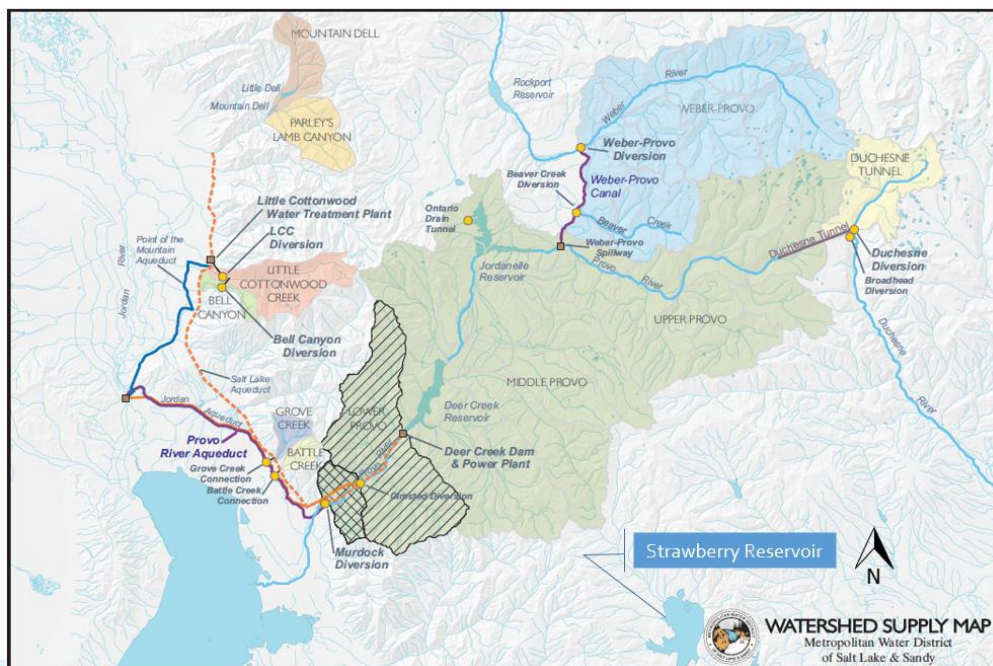 MOUNTAIN DELL
Little Dell
Mountain Dell
PARLEY'S
LAMB CANYON
Rockport
Reservoir
Weber
River
WEBER-PROVO
Weber-Provo
Diversion
DUCHESNE
TUNNEL
Beaver Creek
Diversion
Weber-Provo
Canal
Little Cottonwood
Water Treatment Plant
LCC
Diversion
Ontario
Drain
Tunnel
Beaver
Creek
Weber-Provo
Spillway
Duchesne Tunnel
Point of the
Mountain
Aqueduct
River
Jordan
Jordanelle
Reservoir
Provo
River
Duchesne
Diversion
Broadhead
Diversion
LITTLE
COTTONWOOD
CREEK
BELL
CANYON
Bell Canyon
Diversion
UPPER PROVO
Duchesne
River
Salt Lake
Aqueduct
MIDDLE PROVO
Jordan
Aqueduct
GROVE
CREEK
LOWER
PROVO
Deer Creek
Reservoir
Provo
River Aqueduct
BATTLE
CREEK
Provo River
Deer Creek Dam
& Power Plant
Grove Creek
Connection
Battle Creek
Connection
Olmsted Diversion
Murdock
Diversion
Strawberry Reservoir
N
WATERSHED SUPPLY MAP
Metropolitan Water District
of Salt Lake & Sandy